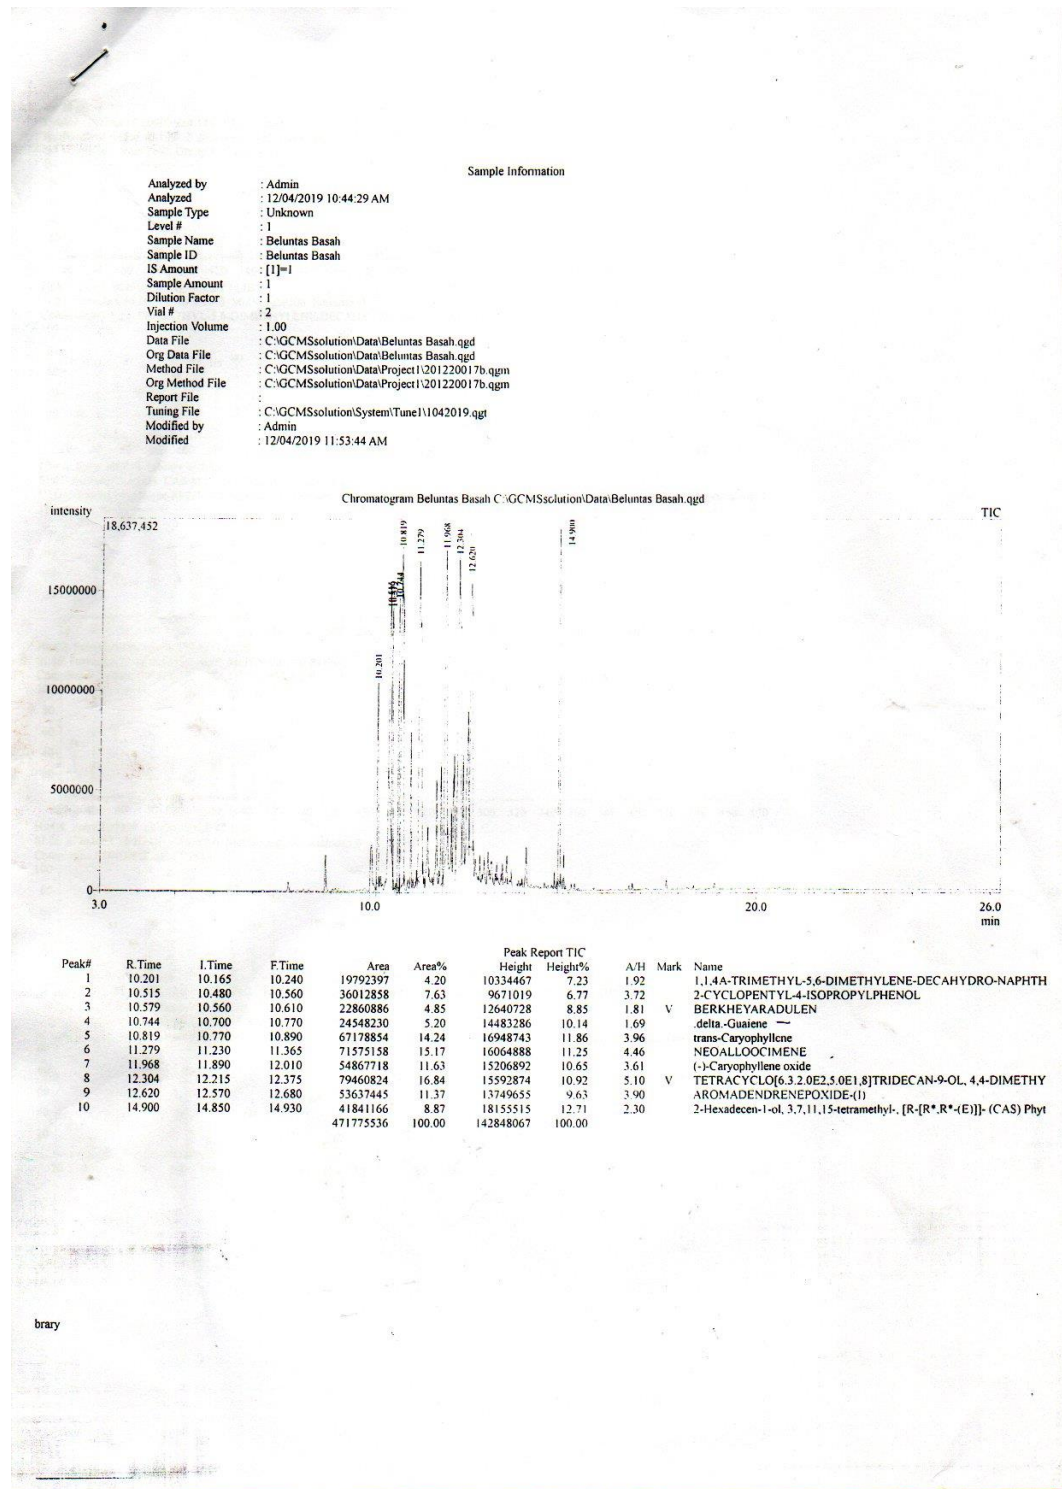 Sample Information
Analyzed by : Admin
Analyzed : 12/04/2019 10:44:29 AM
Sample Type : Unknown
Level # : 1
Sample Name : Beluntas Basah
Sample ID : Beluntas Basah
IS Amount : [1]=1
Sample Amount : 1
Dilution Factor : 1
Vial # : 2
Injection Volume : 1.00
Data File : C:\GCMSsolution\Data\Beluntas Basah.qgd
Org Data File : C:\GCMSsolution\Data\Beluntas Basah.qgd
Method File : C:\GCMSsolution\Data\Project1\201220017b.qgm
Org Method File : C:\GCMSsolution\Data\Project1\201220017b.qgm
Report File :
Tuning File : C:\GCMSsolution\System\Tune1\1042019.qgt
Modified by : Admin
Modified : 12/04/2019 11:53:44 AM
Chromatogram Beluntas Basah C:\GCMSsolution\Data\Beluntas Basah.qgd
intensity TIC
18,637,452
10.201 10.744 10.819 11.279 11.968 12.304 12.620 14.900
15000000
10000000
5000000
0
3.0 10.0 20.0 26.0
min
Peak Report TIC
Peak# R.Time I.Time F.Time Area Area% Height Height% A/H Mark Name
1 10.201 10.165 10.240 19792397 4.20 10334467 7.23 1.92 1,1,4A-TRIMETHYL-5,6-DIMETHYLENE-DECAHYDRO-NAPHTH
2 10.515 10.480 10.560 36012858 7.63 9671019 6.77 3.72 2-CYCLOPENTYL-4-ISOPROPYLPHENOL
3 10.579 10.560 10.610 22860886 4.85 12640728 8.85 1.81 V BERKHEYARADULEN
4 10.744 10.700 10.770 24548230 5.20 14483286 10.14 1.69 .delta.-Guaiene
5 10.819 10.770 10.890 67178854 14.24 16948743 11.86 3.96 trans-Caryophyllene
6 11.279 11.230 11.365 71575158 15.17 16064888 11.25 4.46 NEOALLOOCIMENE
7 11.968 11.890 12.010 54867718 11.63 15206892 10.65 3.61 (-)-Caryophyllene oxide
8 12.304 12.215 12.375 79460824 16.84 15592874 10.92 5.10 V TETRACYCLO[6.3.2.0E2,5.0E1,8]TRIDECAN-9-OL, 4,4-DIMETHY
9 12.620 12.570 12.680 53637445 11.37 13749655 9.63 3.90 AROMADENDRENEPOXIDE-(I)
10 14.900 14.850 14.930 41841166 8.87 18155515 12.71 2.30 2-Hexadecen-1-ol, 3,7,11,15-tetramethyl-, [R-[R*,R*-(E)]]- (CAS) Phyt
471775536 100.00 142848067 100.00
brary